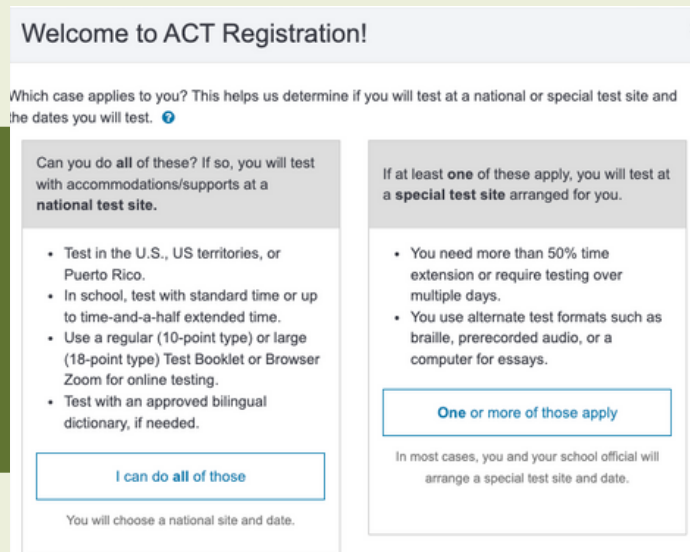 Welcome to ACT Registration!
Which case applies to you? This helps us determine if you will test at a national or special test site and
the dates you will test. ?
Can you do all of these? If so, you will test
with accommodations/supports at a
national test site.
• Test in the U.S., US territories, or
Puerto Rico.
• In school, test with standard time or up
to time-and-a-half extended time.
• Use a regular (10-point type) or large
(18-point type) Test Booklet or Browser
Zoom for online testing.
• Test with an approved bilingual
dictionary, if needed.
I can do all of those
You will choose a national site and date.
If at least one of these apply, you will test at
a special test site arranged for you.
• You need more than 50% time
extension or require testing over
multiple days.
• You use alternate test formats such as
braille, prerecorded audio, or a
computer for essays.
One or more of those apply
In most cases, you and your school official will
arrange a special test site and date.